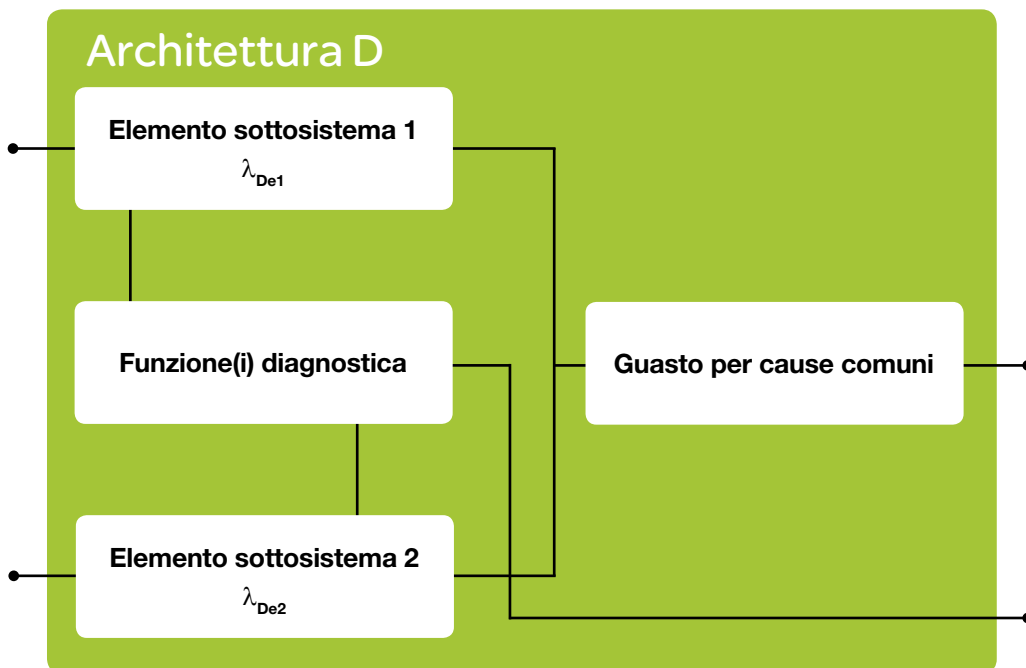 Architettura D
Elemento sottosistema 1
λDe1
Funzione(i) diagnostica
Guasto per cause comuni
Elemento sottosistema 2
λDe2